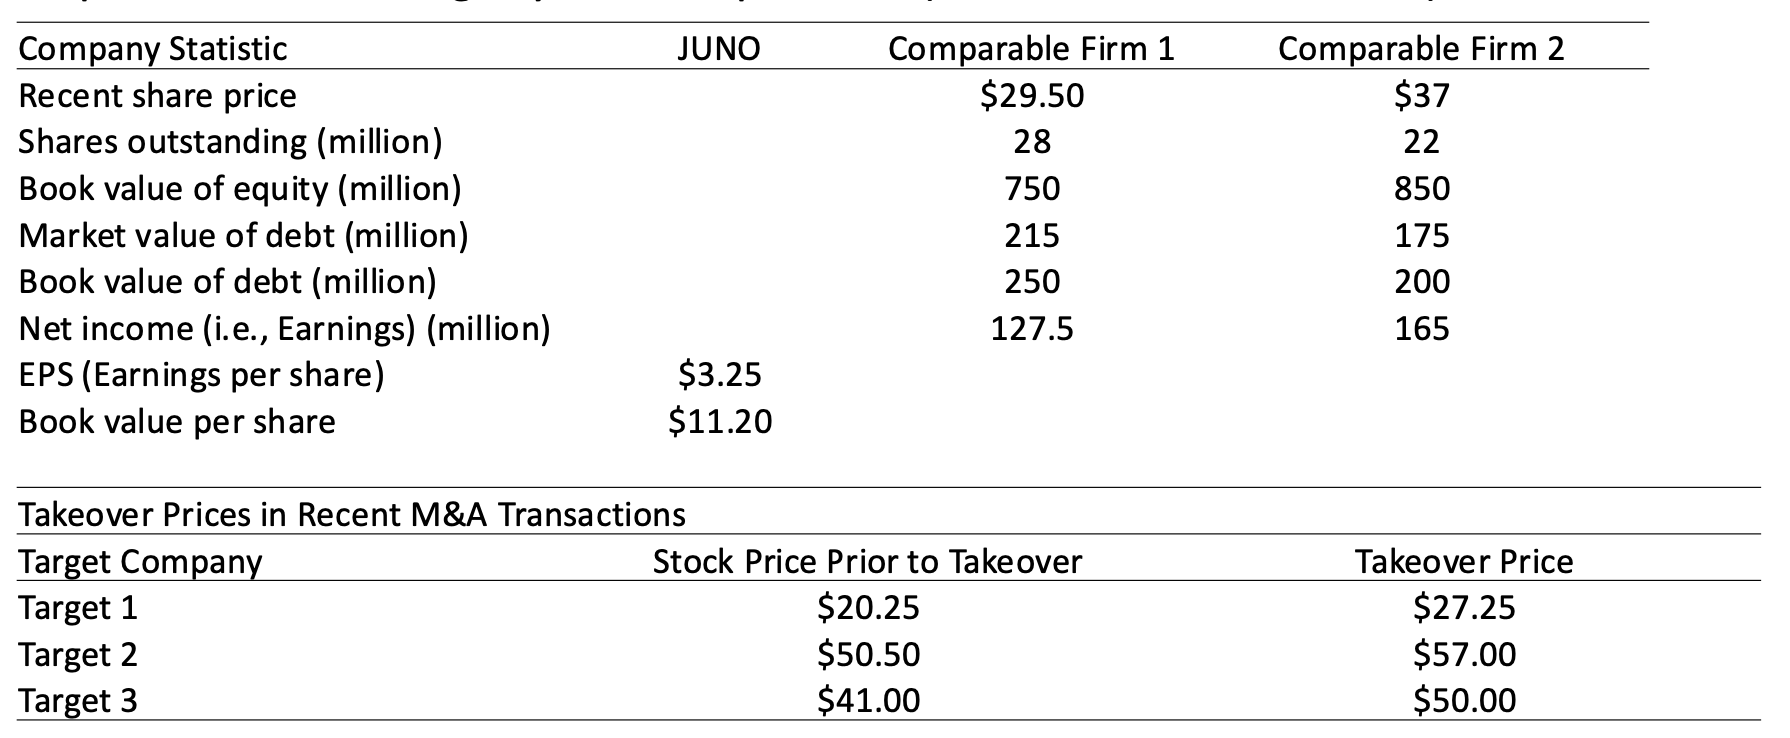 Company Statistic JUNO Comparable Firm 1 Comparable Firm 2
Recent share price $29.50 $37
Shares outstanding (million) 28 22
Book value of equity (million) 750 850
Market value of debt (million) 215 175
Book value of debt (million) 250 200
Net income (i.e., Earnings) (million) 127.5 165
EPS (Earnings per share) $3.25
Book value per share $11.20
Takeover Prices in Recent M&A Transactions
Target Company Stock Price Prior to Takeover Takeover Price
Target 1 $20.25 $27.25
Target 2 $50.50 $57.00
Target 3 $41.00 $50.00